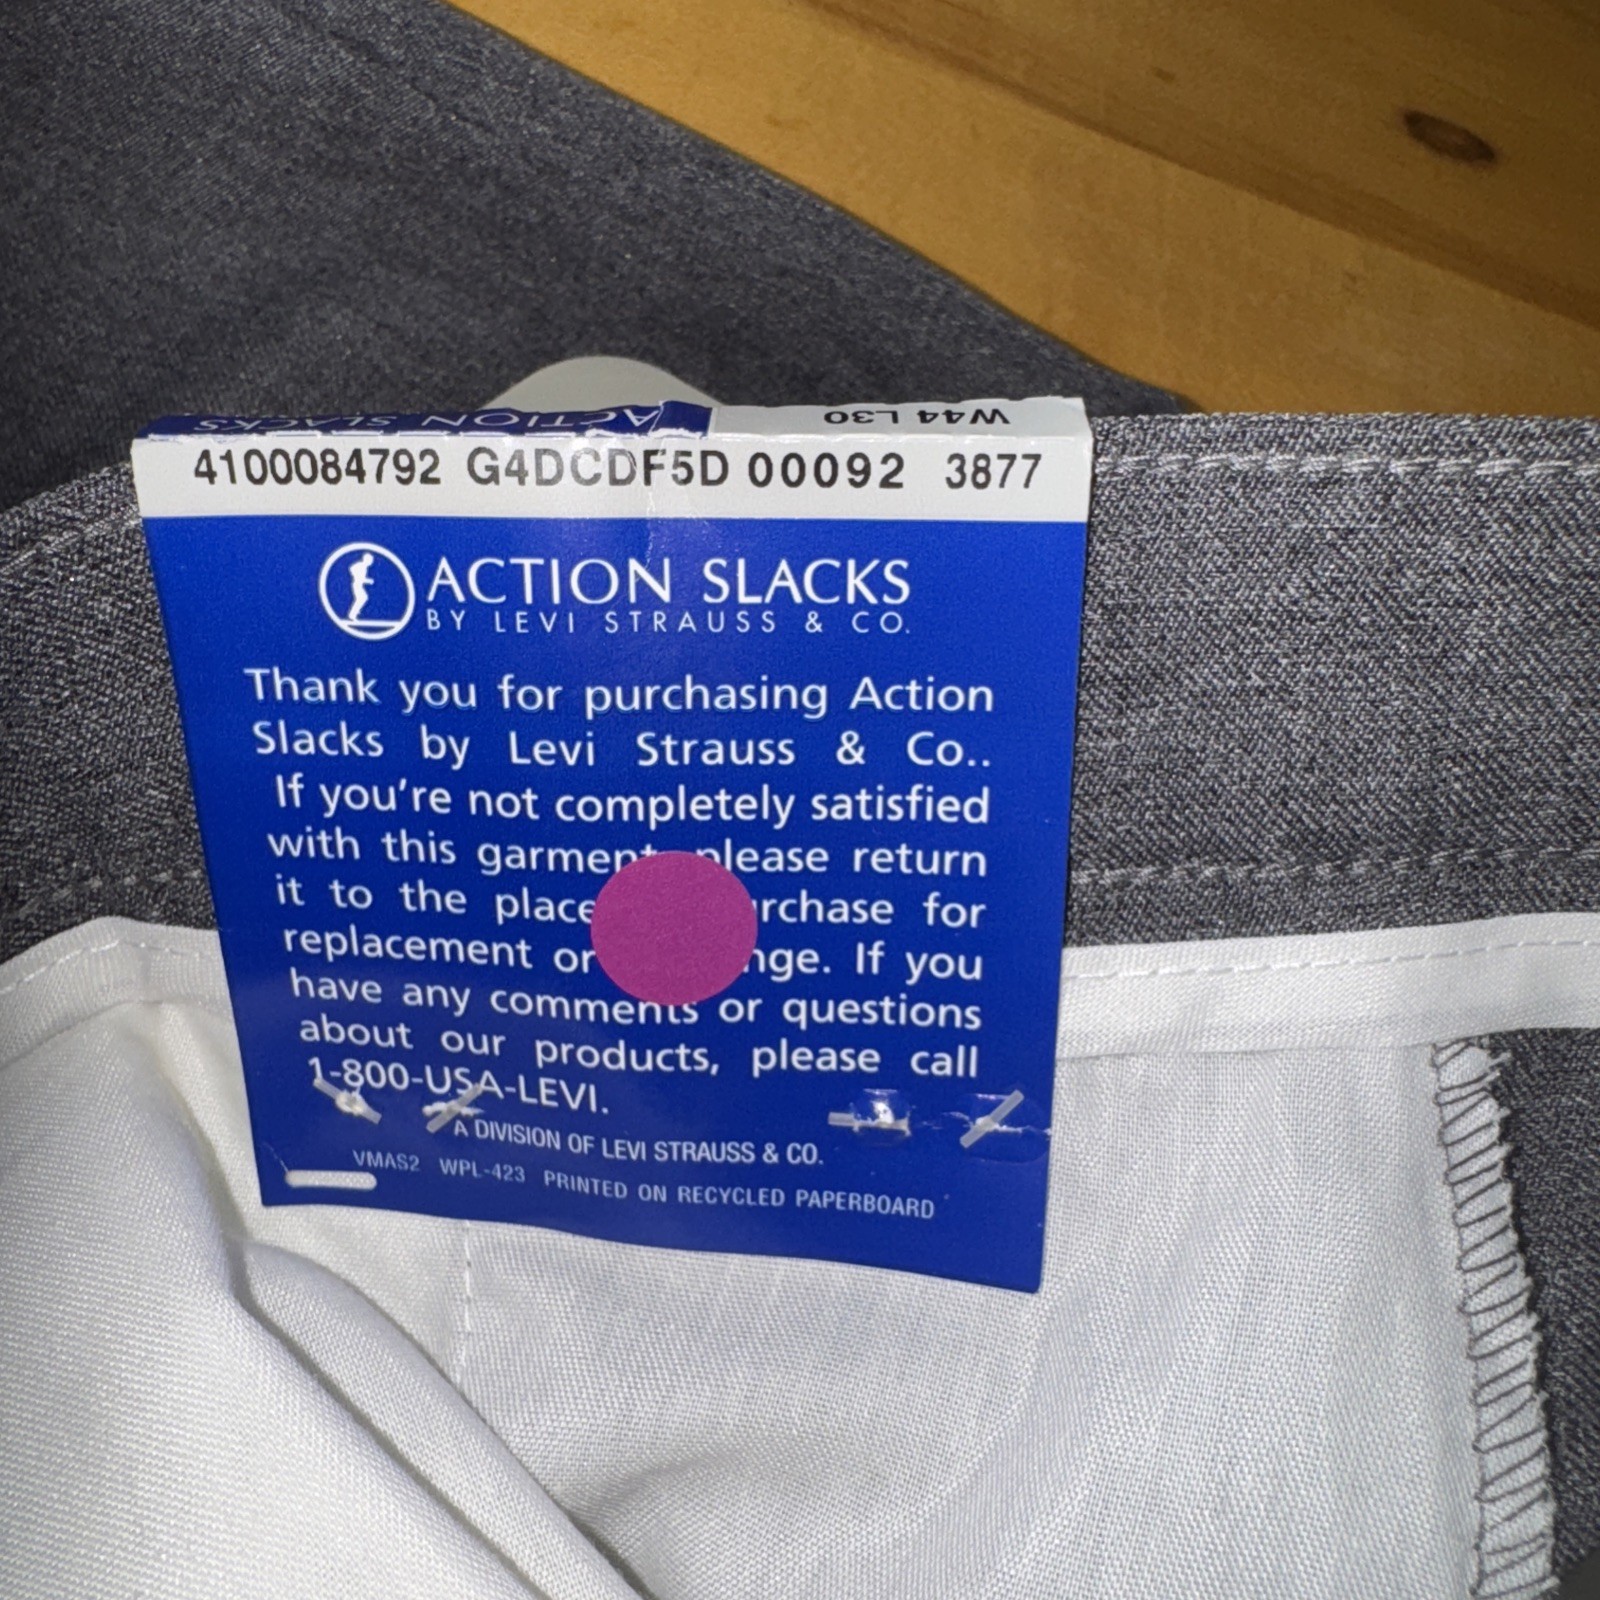 ACTION SLACKS W44 L30
4100084792 G4DCDF5D 00092 3877
ACTION SLACKS
BY LEVI STRAUSS & CO.
Thank you for purchasing Action
Slacks by Levi Strauss & Co..
If you're not completely satisfied
with this garment please return
it to the place
replacement or If you
have any comments or questions
about our products, please call
1-800-USA-LEVI.
A DIVISION OF LEVI STRAUSS & CO.
VMAS2 WPL-423 PRINTED ON RECYCLED PAPERBOARD